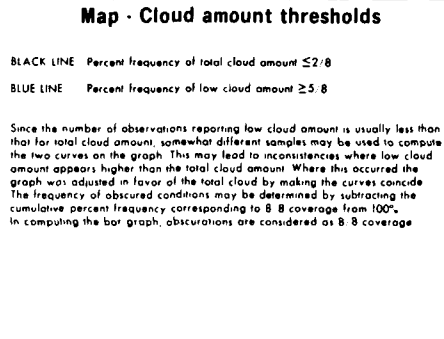 Map - Cloud amount thresholds
BLACK LINE Percent frequency of total cloud amount ≤2/8
BLUE LINE Percent frequency of low cloud amount ≥5/8
Since the number of observations reporting low cloud amount is usually less than
that for total cloud amount, somewhat different samples may be used to compute
the two curves on the graph. This may lead to inconsistencies where low cloud
amount appears higher than the total cloud amount. Where this occurred the
graph was adjusted in favor of the total cloud by making the curves coincide
The frequency of obscured conditions may be determined by subtracting the
cumulative percent frequency corresponding to 8/8 coverage from 100%.
In computing the bar graph, obscurations are considered as 8/8 coverage